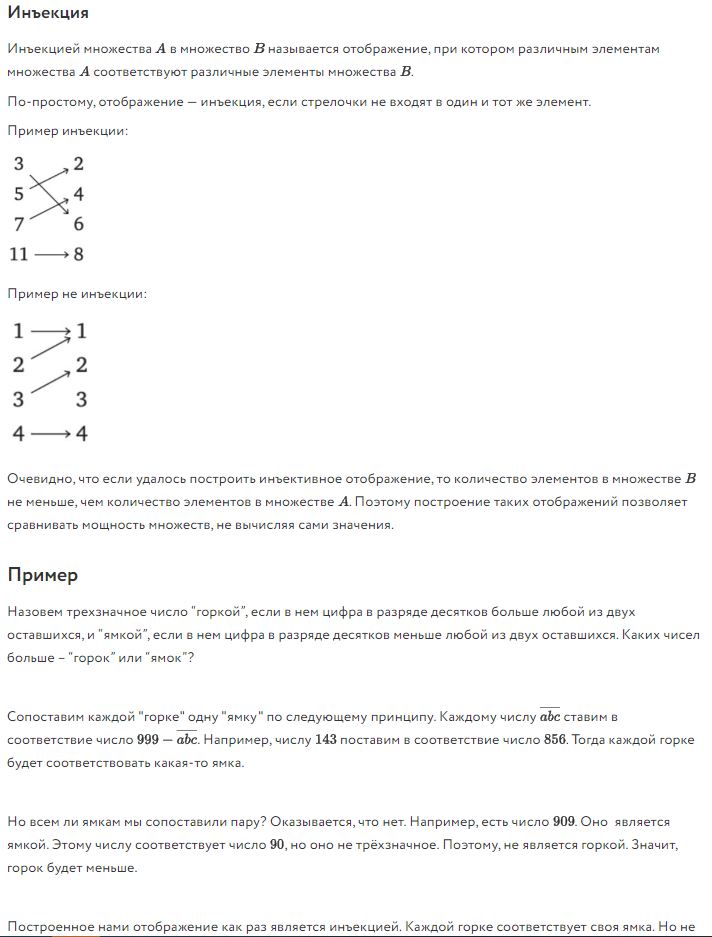 Инъекция
Инъекцией множества A в множество B называется отображение, при котором различным элементам
множества A соответствуют различные элементы множества B.
По-простому, отображение — инъекция, если стрелочки не входят в один и тот же элемент.
Пример инъекции:
3 2
5 4
7 6
11 8
Пример не инъекции:
1 1
2 2
3 3
4 4
Очевидно, что если удалось построить инъективное отображение, то количество элементов в множестве B
не меньше, чем количество элементов в множестве A. Поэтому построение таких отображений позволяет
сравнивать мощность множеств, не вычисляя сами значения.
Пример
Назовем трехзначное число "горкой", если в нем цифра в разряде десятков больше любой из двух
оставшихся, и "ямкой", если в нем цифра в разряде десятков меньше любой из двух оставшихся. Каких чисел
больше – "горок" или "ямок"?
Сопоставим каждой "горке" одну "ямку" по следующему принципу. Каждому числу a̅b̅c̅ ставим в
соответствие число 999 − a̅b̅c̅. Например, числу 143 поставим в соответствие число 856. Тогда каждой горке
будет соответствовать какая-то ямка.
Но всем ли ямкам мы сопоставили пару? Оказывается, что нет. Например, есть число 909. Оно является
ямкой. Этому числу соответствует число 90, но оно не трёхзначное. Поэтому, не является горкой. Значит,
горок будет меньше.
Построенное нами отображение как раз является инъекцией. Каждой горке соответствует своя ямка. Но не